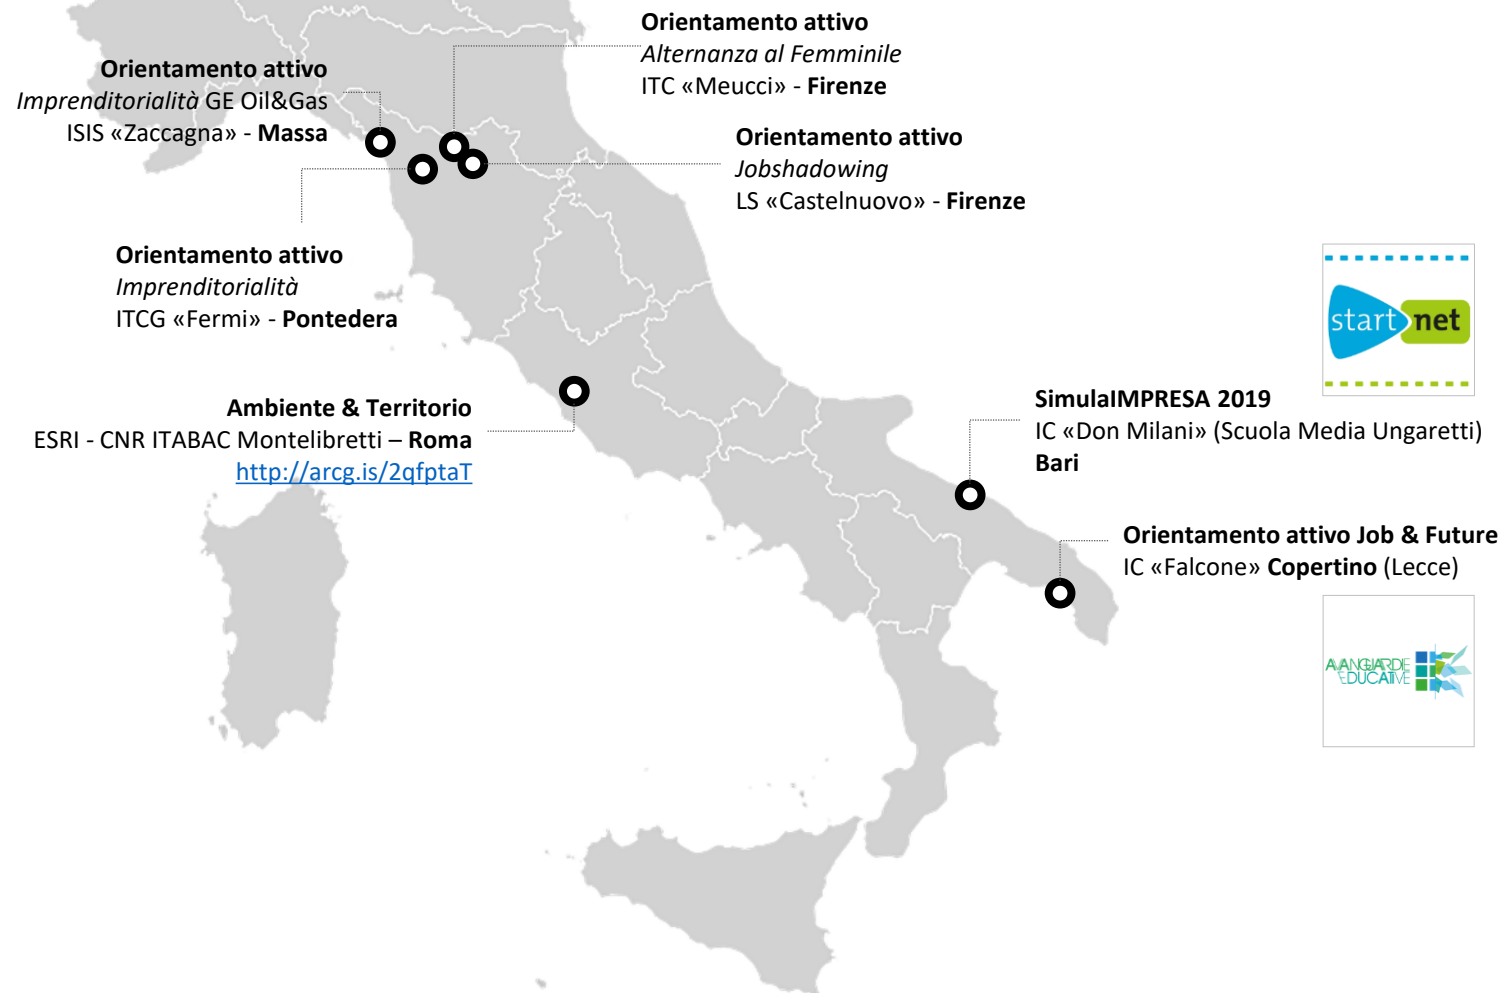 Orientamento attivo
Alternanza al Femminile
ITC «Meucci» - Firenze
Orientamento attivo
Imprenditorialità GE Oil&Gas
ISIS «Zaccagna» - Massa
Orientamento attivo
Jobshadowing
LS «Castelnuovo» - Firenze
Orientamento attivo
Imprenditorialità
ITCG «Fermi» - Pontedera
start net
Ambiente & Territorio
ESRI - CNR ITABAC Montelibretti – Roma
http://arcg.is/2qfptaT
SimulaIMPRESA 2019
IC «Don Milani» (Scuola Media Ungaretti)
Bari
Orientamento attivo Job & Future
IC «Falcone» Copertino (Lecce)
AVANGUARDIE
EDUCATIVE